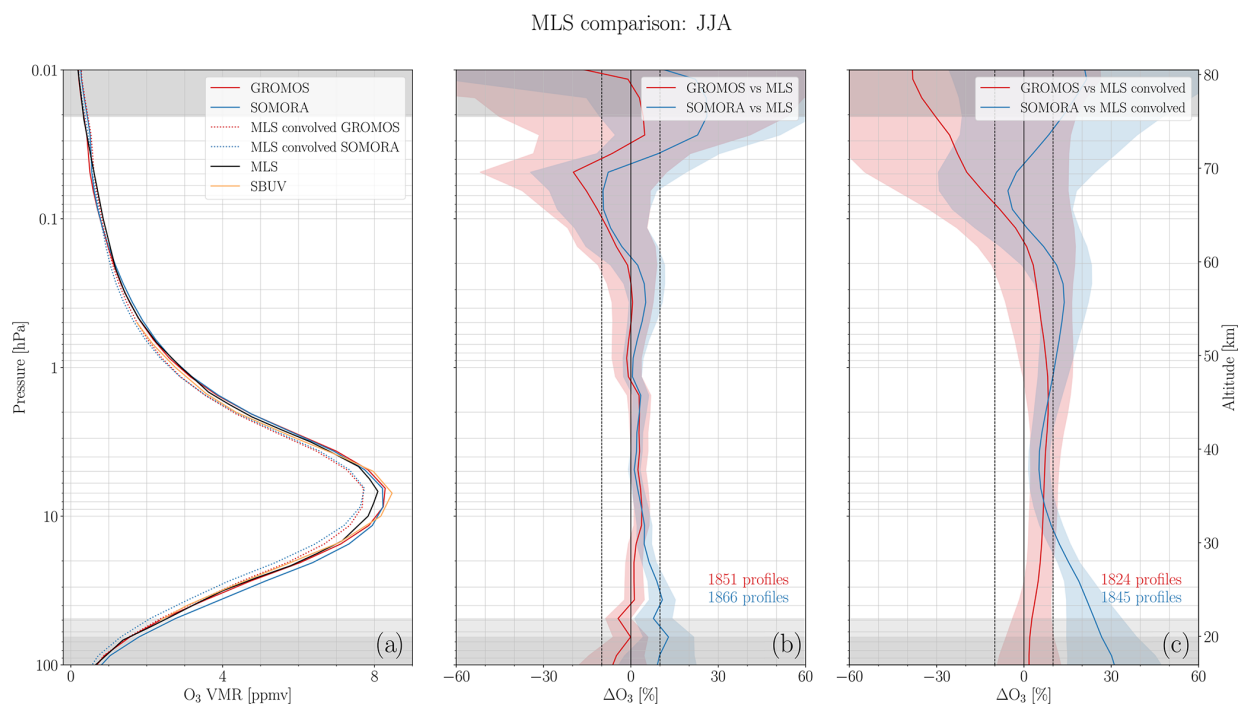 MLS comparison: JJA
0.01
0.1
1
10
100
Pressure [hPa]
GROMOS
SOMORA
MLS convolved GROMOS
MLS convolved SOMORA
MLS
SBUV
(a)
0
2
4
6
8
O₃ VMR [ppmv]
GROMOS vs MLS
SOMORA vs MLS
1851 profiles
1866 profiles
(b)
−60
−30
0
30
60
ΔO₃ [%]
GROMOS vs MLS convolved
SOMORA vs MLS convolved
1824 profiles
1845 profiles
(c)
−60
−30
0
30
60
ΔO₃ [%]
80
70
60
50
40
30
20
Altitude [km]